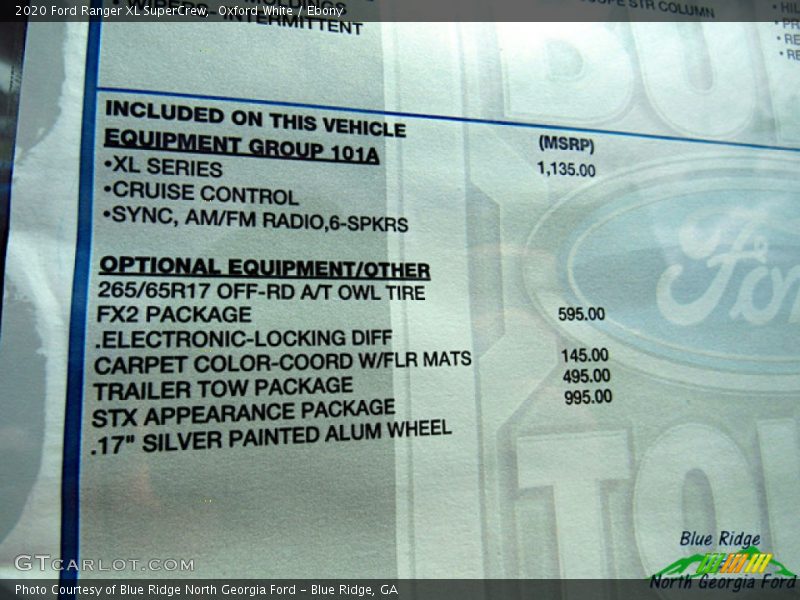 2020 Ford Ranger XL SuperCrew, Oxford White / Ebony
WIPERS- INTERMITTENT
STR COLUMN
INCLUDED ON THIS VEHICLE
(MSRP)
EQUIPMENT GROUP 101A
1,135.00
•XL SERIES
•CRUISE CONTROL
•SYNC, AM/FM RADIO,6-SPKRS
OPTIONAL EQUIPMENT/OTHER
265/65R17 OFF-RD A/T OWL TIRE
FX2 PACKAGE 595.00
.ELECTRONIC-LOCKING DIFF
CARPET COLOR-COORD W/FLR MATS 145.00
TRAILER TOW PACKAGE 495.00
STX APPEARANCE PACKAGE 995.00
.17" SILVER PAINTED ALUM WHEEL
Ford
Blue Ridge
North Georgia Ford
GTCARLOT.COM
Photo Courtesy of Blue Ridge North Georgia Ford – Blue Ridge, GA